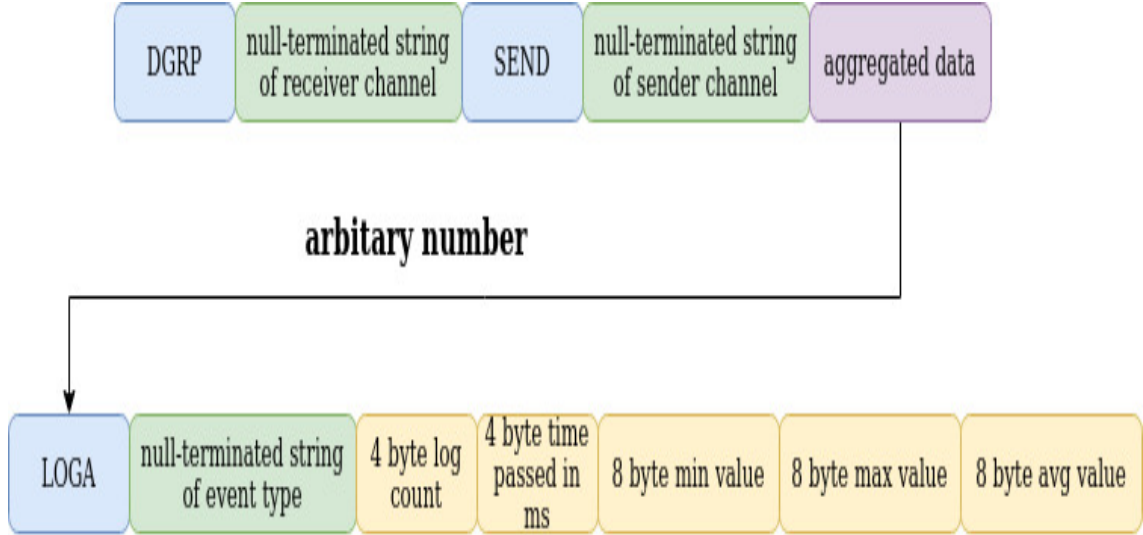 DGRP
null-terminated string
of receiver channel
SEND
null-terminated string
of sender channel
aggregated data
arbitary number
LOGA
null-terminated string
of event type
4 byte log
count
4 byte time
passed in
ms
8 byte min value
8 byte max value
8 byte avg value